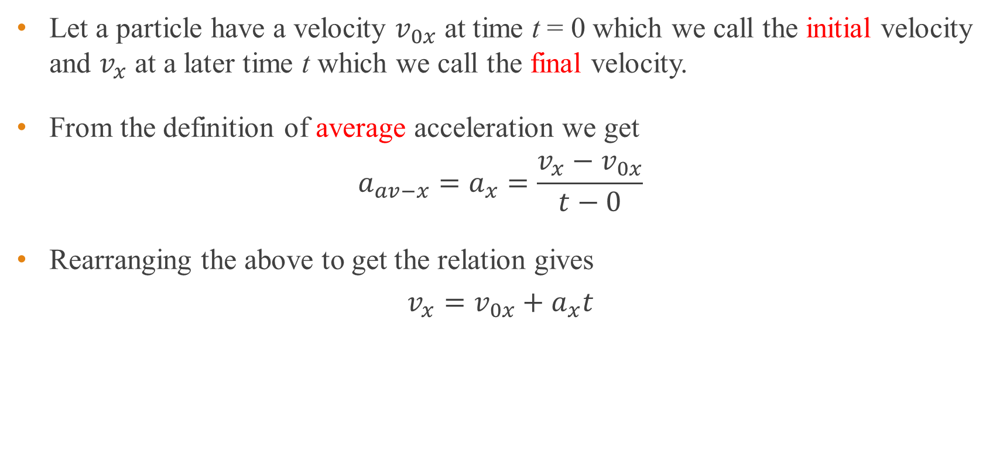 • Let a particle have a velocity $v_{0x}$ at time $t = 0$ which we call the initial velocity
and $v_x$ at a later time $t$ which we call the final velocity.
• From the definition of average acceleration we get
$a_{av-x} = a_x = \frac{v_x - v_{0x}}{t - 0}$
• Rearranging the above to get the relation gives
$v_x = v_{0x} + a_x t$